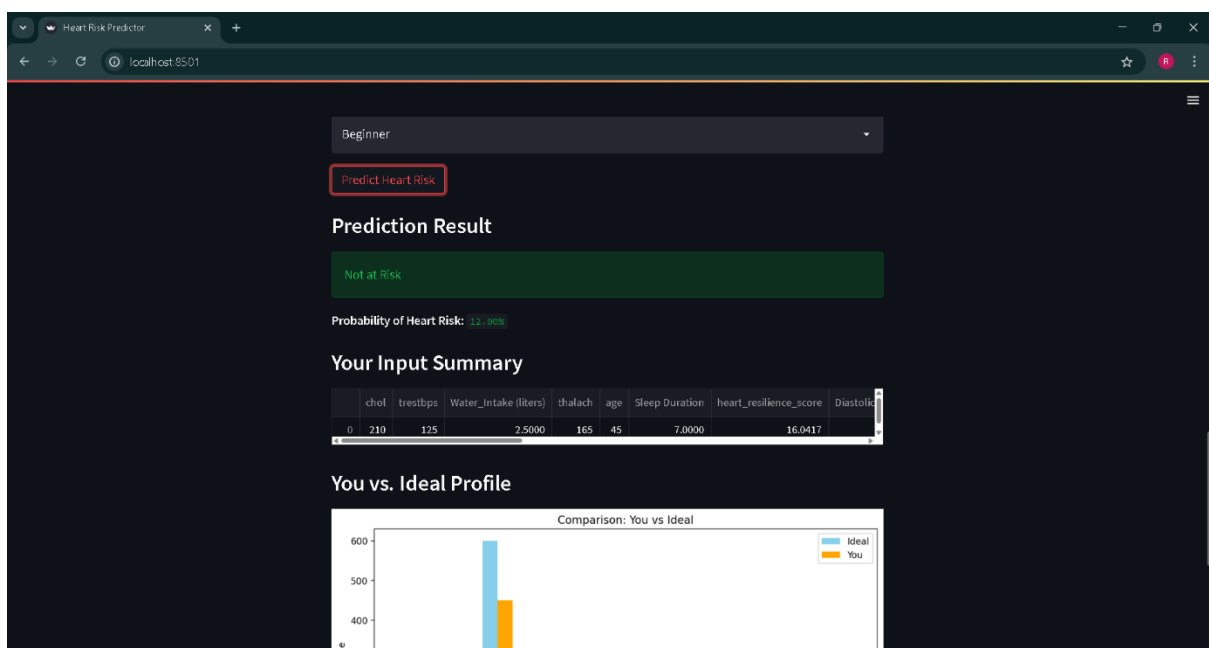 Heart Risk Predictor
localhost:8501
R
Beginner
Predict Heart Risk
Prediction Result
Not at Risk
Probability of Heart Risk: 12.00%
Your Input Summary
chol trestbps Water_Intake (liters) thalach age Sleep Duration heart_resilience_score Diastolic
0 210 125 2.5000 165 45 7.0000 16.0417
You vs. Ideal Profile
Comparison: You vs Ideal
600
Ideal
You
500
400